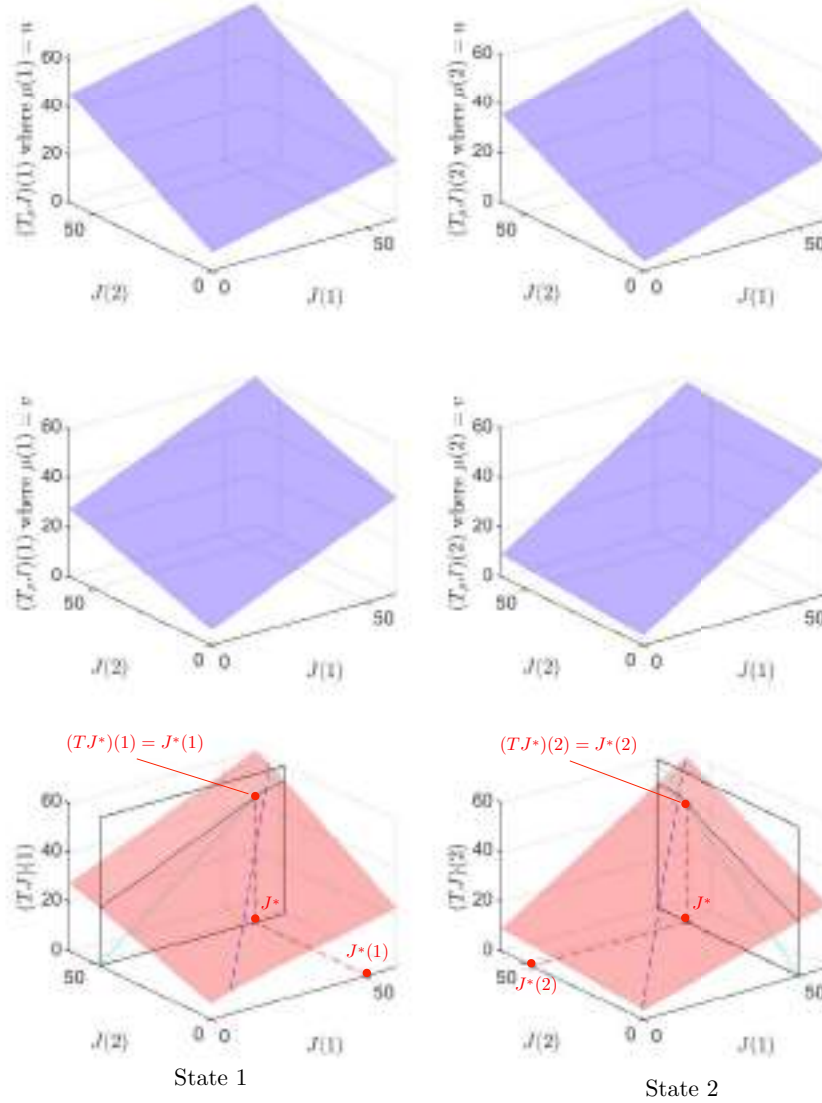 (T_μJ)(1) where μ(1) = u
60
40
20
0
50
J(2)
0
0
J(1)
50
(T_μJ)(2) where μ(2) = u
60
40
20
0
50
J(2)
0
0
J(1)
50
(T_μJ)(1) where μ(1) = v
60
40
20
0
50
J(2)
0
0
J(1)
50
(T_μJ)(2) where μ(2) = v
60
40
20
0
50
J(2)
0
0
J(1)
50
(TJ*)(1) = J*(1)
(TJ)(1)
60
40
20
0
50
J*
J*(1)
50
J(2)
0
0
J(1)
State 1
(TJ*)(2) = J*(2)
(TJ)(2)
60
40
20
0
50
J*
J*(2)
50
J(2)
0
0
J(1)
State 2